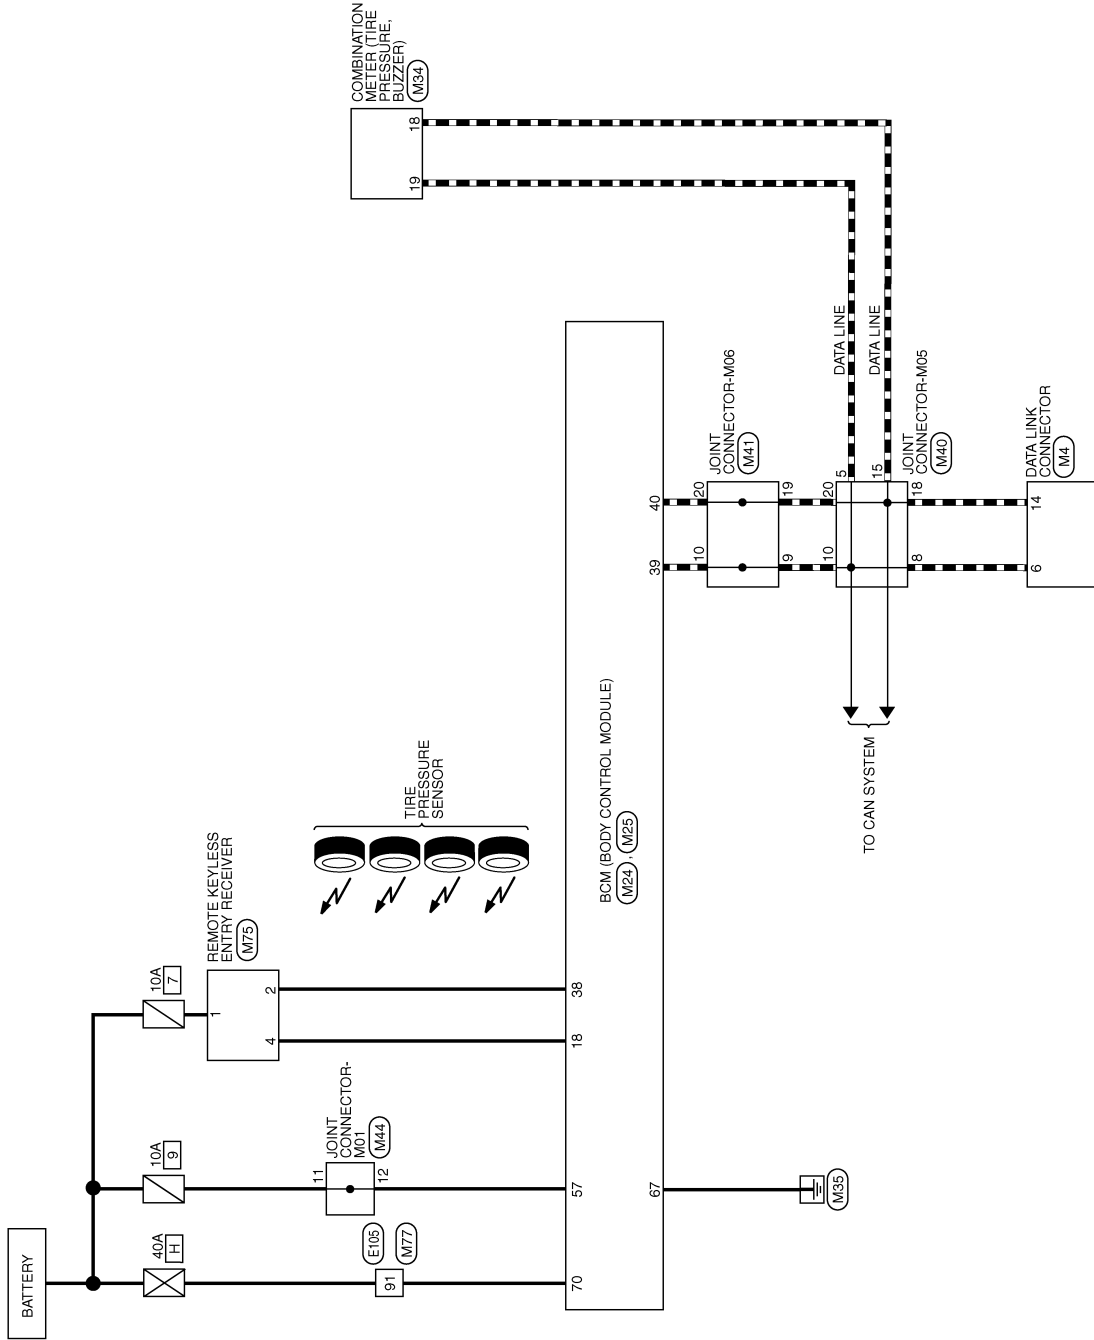 BATTERY
40A
H
10A
9
10A
7
E105
M77
91
JOINT
CONNECTOR-
M01
M44
11
12
REMOTE KEYLESS
ENTRY RECEIVER
M75
1
4
2
TIRE
PRESSURE
SENSOR
COMBINATION
METER (TIRE
PRESSURE,
BUZZER)
M34
19
18
70
57
18
38
BCM (BODY CONTROL MODULE)
M24 , M25
67
39
40
M35
JOINT
CONNECTOR-M06
M41
10
20
9
19
DATA LINE
DATA LINE
10
20
5
15
JOINT
CONNECTOR-M05
M40
8
18
TO CAN SYSTEM
DATA LINK
CONNECTOR
M4
6
14